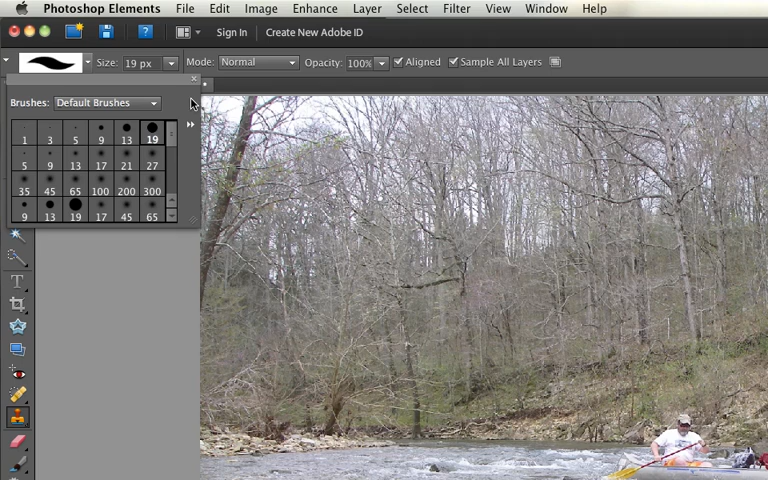 Photoshop Elements File Edit Image Enhance Layer Select Filter View Window Help
Sign In Create New Adobe ID
Size: 19 px Mode: Normal Opacity: 100% Aligned Sample All Layers
Brushes: Default Brushes
1 3 5 9 13 19
5 9 13 17 21 27
35 45 65 100 200 300
9 13 19 17 45 65